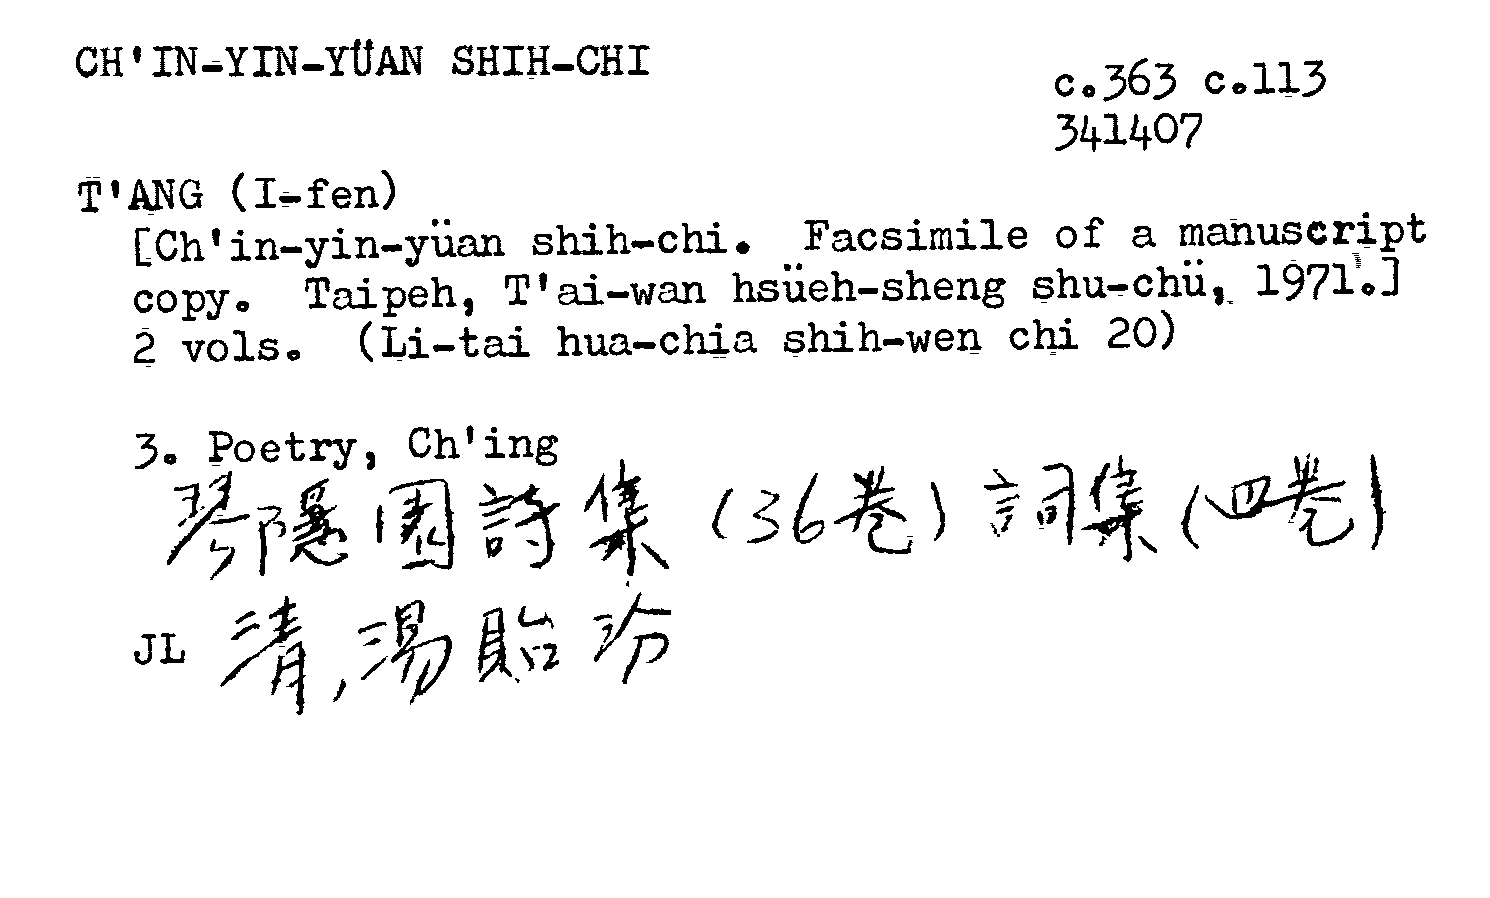 CH'IN-YIN-YÜAN SHIH-CHI
c.363 c.113
341407
T'ANG (I-fen)
[Ch'in-yin-yüan shih-chi. Facsimile of a manuscript
copy. Taipeh, T'ai-wan hsüeh-sheng shu-chü, 1971.]
2 vols. (Li-tai hua-chia shih-wen chi 20)
3. Poetry, Ch'ing
琴隱園詩集(36卷)詞集(四卷)
JL 清,湯貽汾